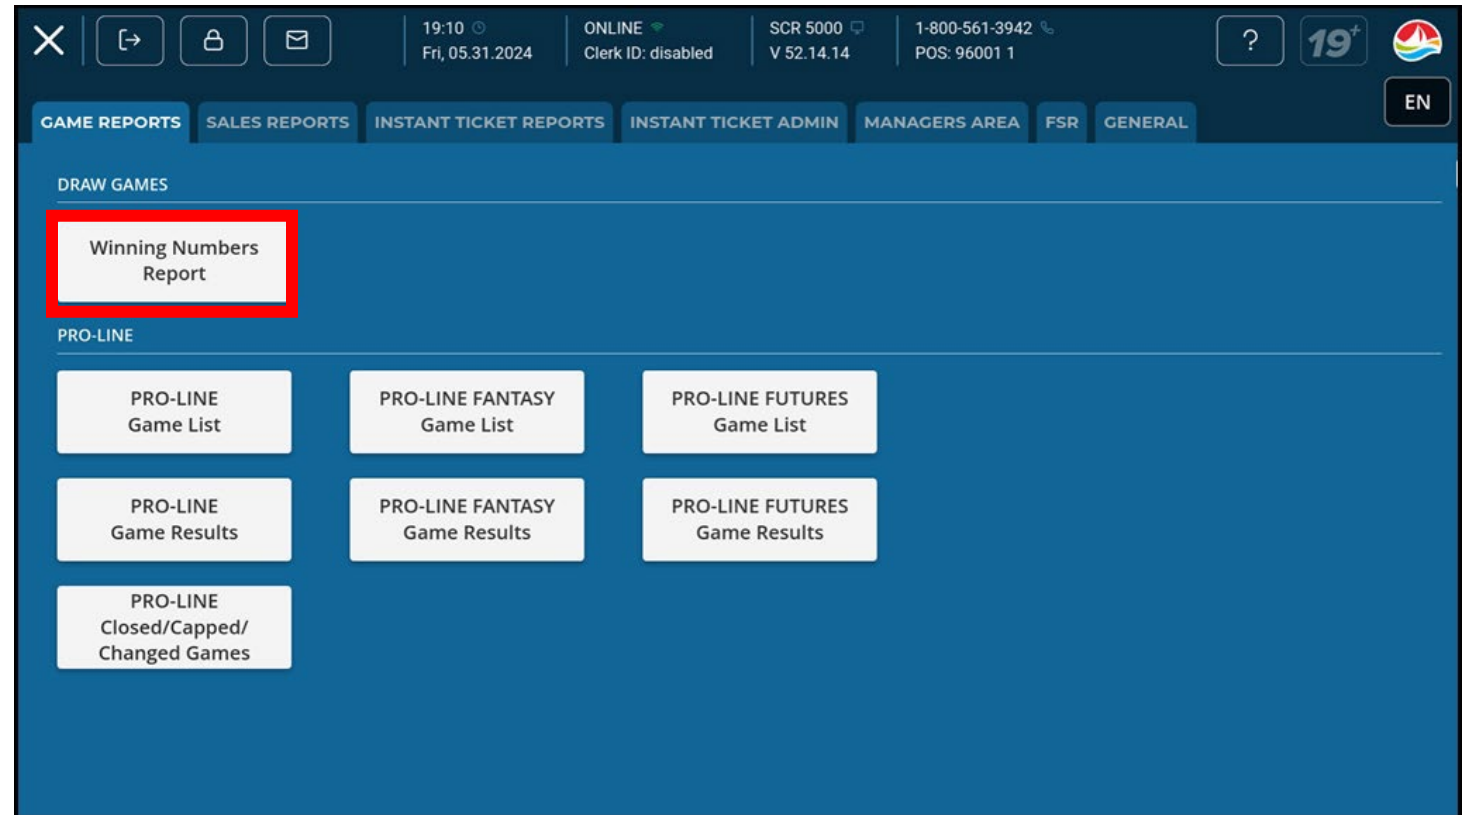 19:10
Fri, 05.31.2024
ONLINE
Clerk ID: disabled
SCR 5000
V 52.14.14
1-800-561-3942
POS: 96001 1
?
19+
EN
GAME REPORTS
SALES REPORTS
INSTANT TICKET REPORTS
INSTANT TICKET ADMIN
MANAGERS AREA
FSR
GENERAL
DRAW GAMES
Winning Numbers
Report
PRO-LINE
PRO-LINE
Game List
PRO-LINE FANTASY
Game List
PRO-LINE FUTURES
Game List
PRO-LINE
Game Results
PRO-LINE FANTASY
Game Results
PRO-LINE FUTURES
Game Results
PRO-LINE
Closed/Capped/
Changed Games